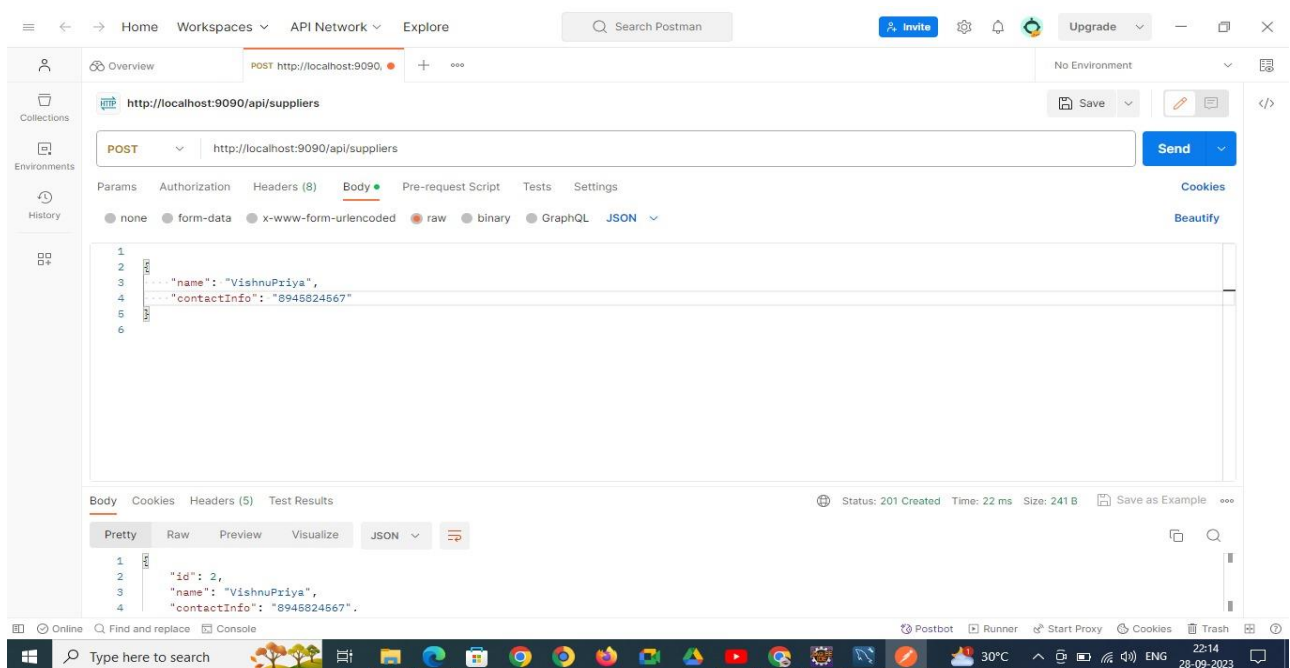 Home Workspaces API Network Explore Search Postman Invite Upgrade
Overview POST http://localhost:9090, No Environment
HTTP http://localhost:9090/api/suppliers Save
Collections
POST http://localhost:9090/api/suppliers Send
Environments
Params Authorization Headers (8) Body Pre-request Script Tests Settings Cookies
History
none form-data x-www-form-urlencoded raw binary GraphQL JSON Beautify
1
2 {
3 "name": "VishnuPriya",
4 "contactInfo": "8945824567"
5 }
6
Body Cookies Headers (5) Test Results Status: 201 Created Time: 22 ms Size: 241 B Save as Example
Pretty Raw Preview Visualize JSON
1 {
2 "id": 2,
3 "name": "VishnuPriya",
4 "contactInfo": "8945824567",
Online Find and replace Console Postbot Runner Start Proxy Cookies Trash
Type here to search 30°C ENG 22:14
28-09-2023